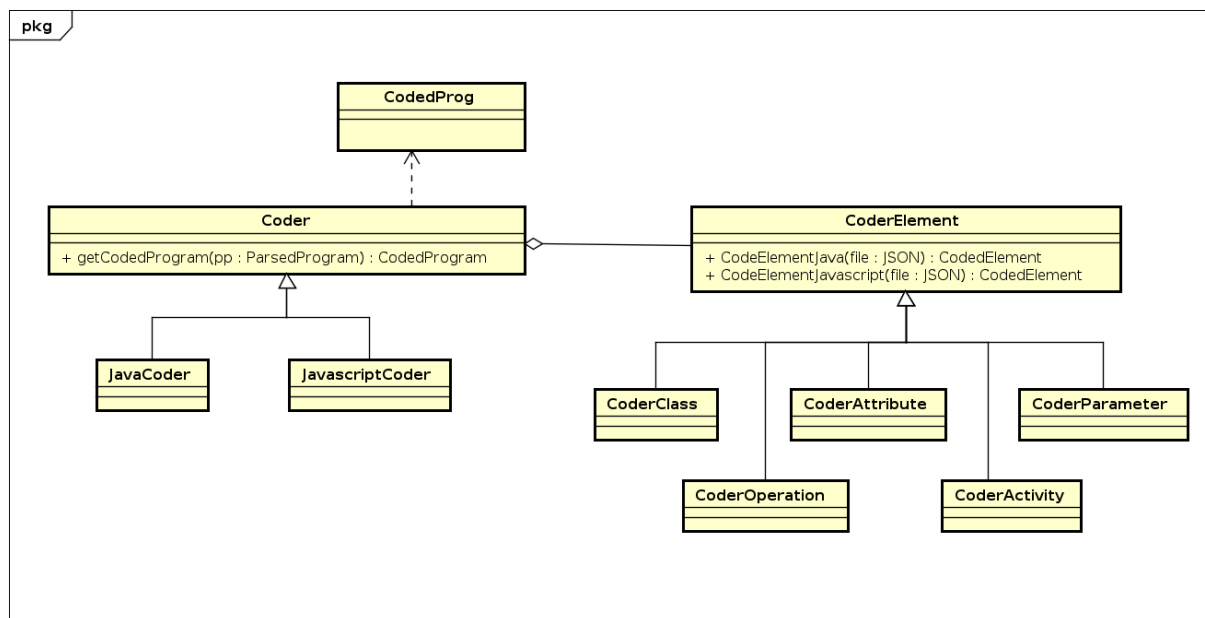 pkg
CodedProg
Coder
+ getCodedProgram(pp : ParsedProgram) : CodedProgram
CoderElement
+ CodeElementJava(file : JSON) : CodedElement
+ CodeElementJavascript(file : JSON) : CodedElement
JavaCoder
JavascriptCoder
CoderClass
CoderAttribute
CoderParameter
CoderOperation
CoderActivity